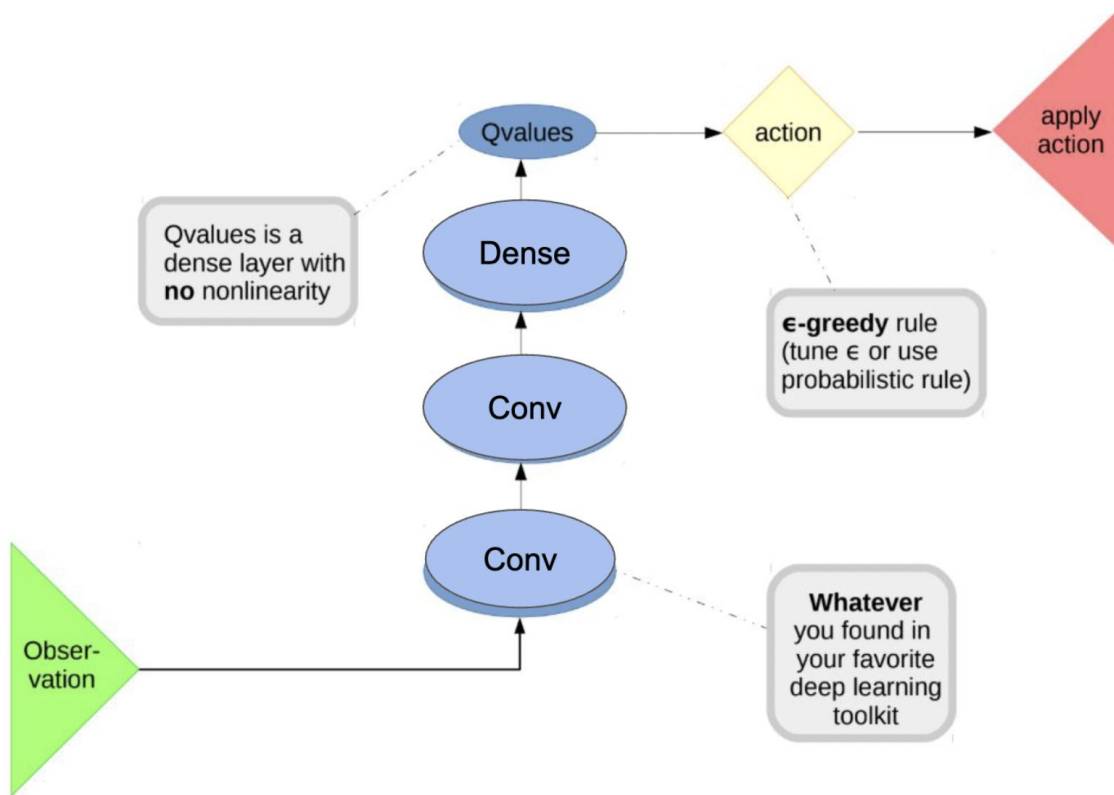 Qvalues
action
apply
action
Qvalues is a
dense layer with
no nonlinearity
Dense
ϵ-greedy rule
(tune ϵ or use
probabilistic rule)
Conv
Conv
Whatever
you found in
your favorite
deep learning
toolkit
Obser-
vation